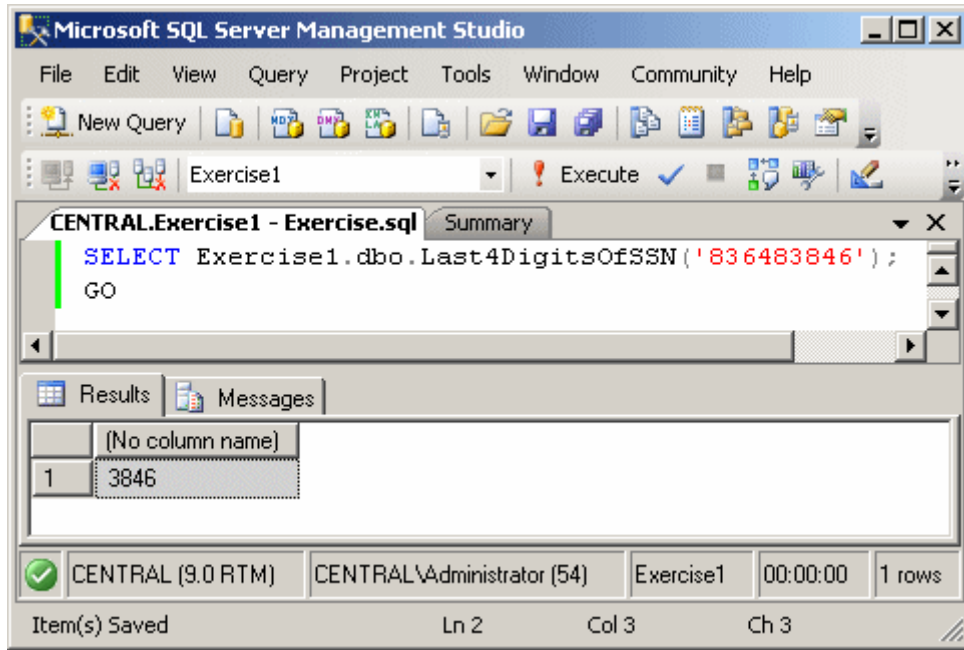 Microsoft SQL Server Management Studio
File Edit View Query Project Tools Window Community Help
New Query
Exercise1 Execute
CENTRAL.Exercise1 - Exercise.sql Summary
SELECT Exercise1.dbo.Last4DigitsOfSSN('836483846');
GO
Results Messages
(No column name)
1 3846
CENTRAL (9.0 RTM) CENTRAL\Administrator (54) Exercise1 00:00:00 1 rows
Item(s) Saved Ln 2 Col 3 Ch 3